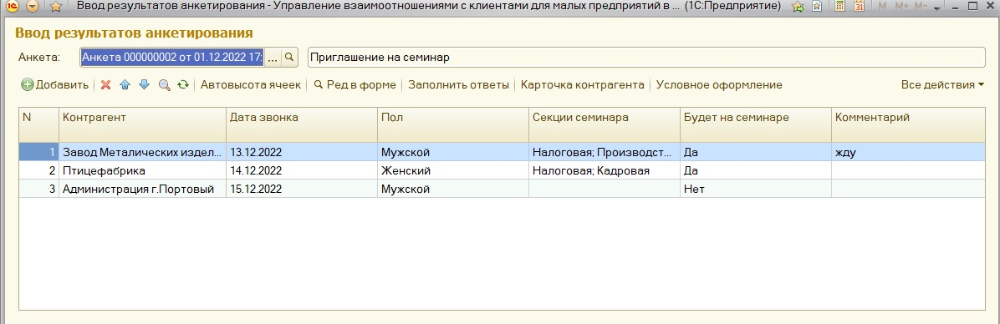 Ввод результатов анкетирования - Управление взаимоотношениями с клиентами для малых предприятий в ... (1С:Предприятие) M M+ M-
Ввод результатов анкетирования
Анкета: Анкета 000000002 от 01.12.2022 17: ... Приглашение на семинар
Добавить Автовысота ячеек Ред в форме Заполнить ответы Карточка контрагента Условное оформление Все действия
N Контрагент Дата звонка Пол Секции семинара Будет на семинаре Комментарий
1 Завод Металических издел... 13.12.2022 Мужской Налоговая; Производст... Да жду
2 Птицефабрика 14.12.2022 Женский Налоговая; Кадровая Да
3 Администрация г.Портовый 15.12.2022 Мужской Нет